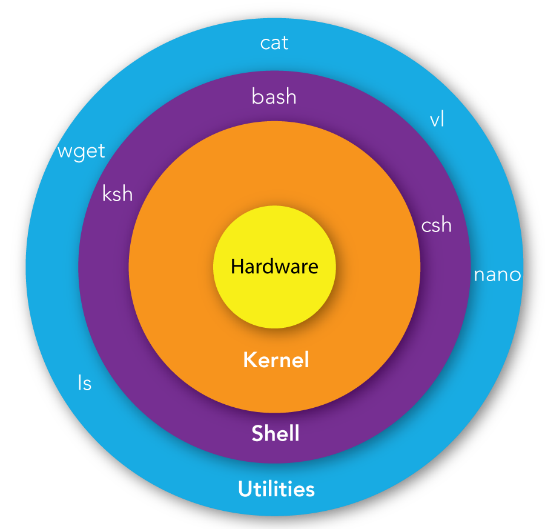 cat
bash
vl
wget
ksh
csh
Hardware
nano
Kernel
ls
Shell
Utilities